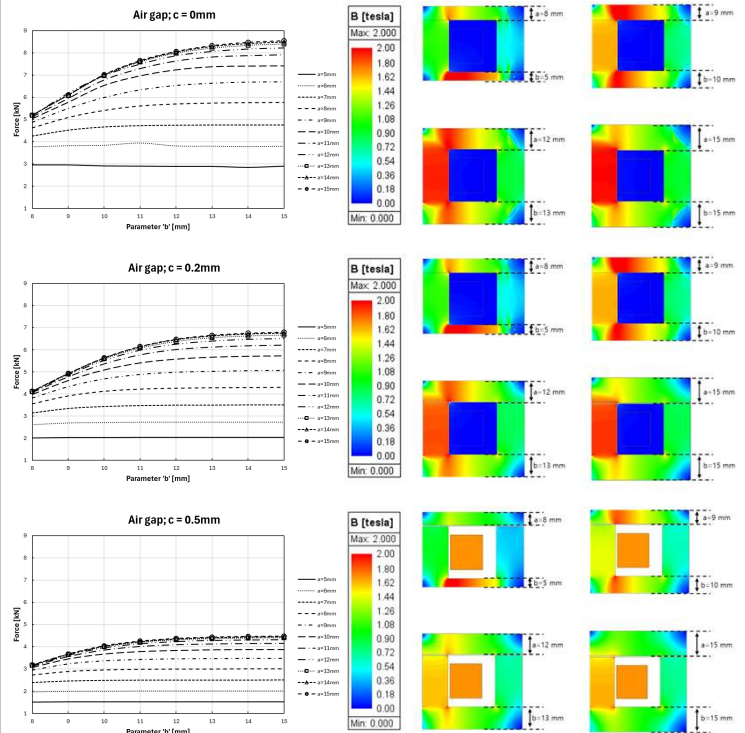 Air gap; c = 0mm
Force [kN]
9
8
7
6
5
4
3
2
1
8 9 10 11 12 13 14 15
Parameter 'b' [mm]
a=5mm
a=6mm
a=7mm
a=8mm
a=9mm
a=10mm
a=11mm
a=12mm
a=13mm
a=14mm
a=15mm
B [tesla]
Max: 2.000
2.00
1.80
1.64
1.44
1.26
1.08
0.90
0.72
0.54
0.36
0.18
0.00
Min: 0.000
a=8 mm
b=5 mm
a=9 mm
b=10 mm
a=12 mm
b=13 mm
a=15 mm
b=15 mm
Air gap; c = 0.2mm
Force [kN]
9
8
7
6
5
4
3
2
1
8 9 10 11 12 13 14 15
Parameter 'b' [mm]
a=5mm
a=6mm
a=7mm
a=8mm
a=9mm
a=10mm
a=11mm
a=12mm
a=13mm
a=14mm
a=15mm
B [tesla]
Max: 2.000
2.00
1.80
1.64
1.44
1.26
1.08
0.90
0.72
0.54
0.36
0.18
0.00
Min: 0.000
a=8 mm
b=5 mm
a=9 mm
b=10 mm
a=12 mm
b=13 mm
a=15 mm
b=15 mm
Air gap; c = 0.5mm
Force [kN]
9
8
7
6
5
4
3
2
1
8 9 10 11 12 13 14 15
Parameter 'b' [mm]
a=5mm
a=6mm
a=7mm
a=8mm
a=9mm
a=10mm
a=11mm
a=12mm
a=13mm
a=14mm
a=15mm
B [tesla]
Max: 2.000
2.00
1.80
1.64
1.44
1.26
1.08
0.90
0.72
0.54
0.36
0.18
0.00
Min: 0.000
a=8 mm
b=5 mm
a=9 mm
b=10 mm
a=12 mm
b=13 mm
a=15 mm
b=15 mm